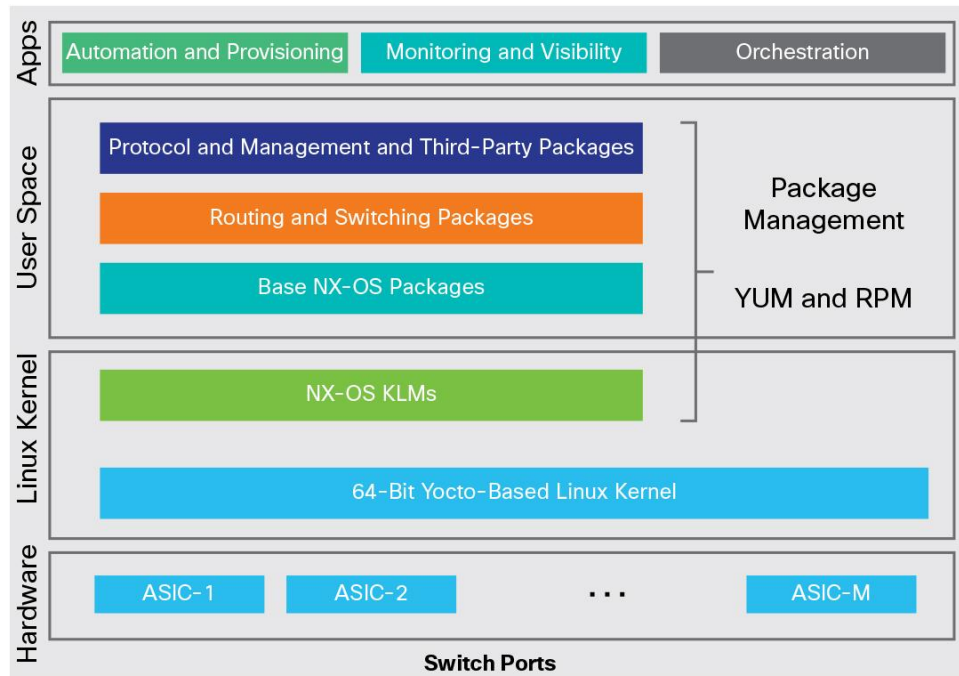 Apps
Automation and Provisioning
Monitoring and Visibility
Orchestration
User Space
Protocol and Management and Third-Party Packages
Routing and Switching Packages
Base NX-OS Packages
Package
Management
YUM and RPM
Linux Kernel
NX-OS KLMs
64-Bit Yocto-Based Linux Kernel
Hardware
ASIC-1
ASIC-2
...
ASIC-M
Switch Ports